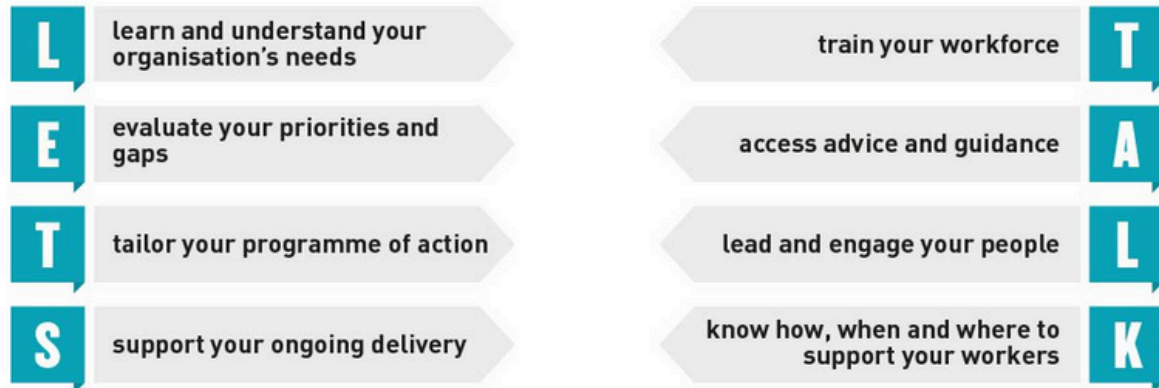 L
learn and understand your
organisation's needs
E
evaluate your priorities and
gaps
T
tailor your programme of action
S
support your ongoing delivery
train your workforce
T
access advice and guidance
A
lead and engage your people
L
know how, when and where to
support your workers
K